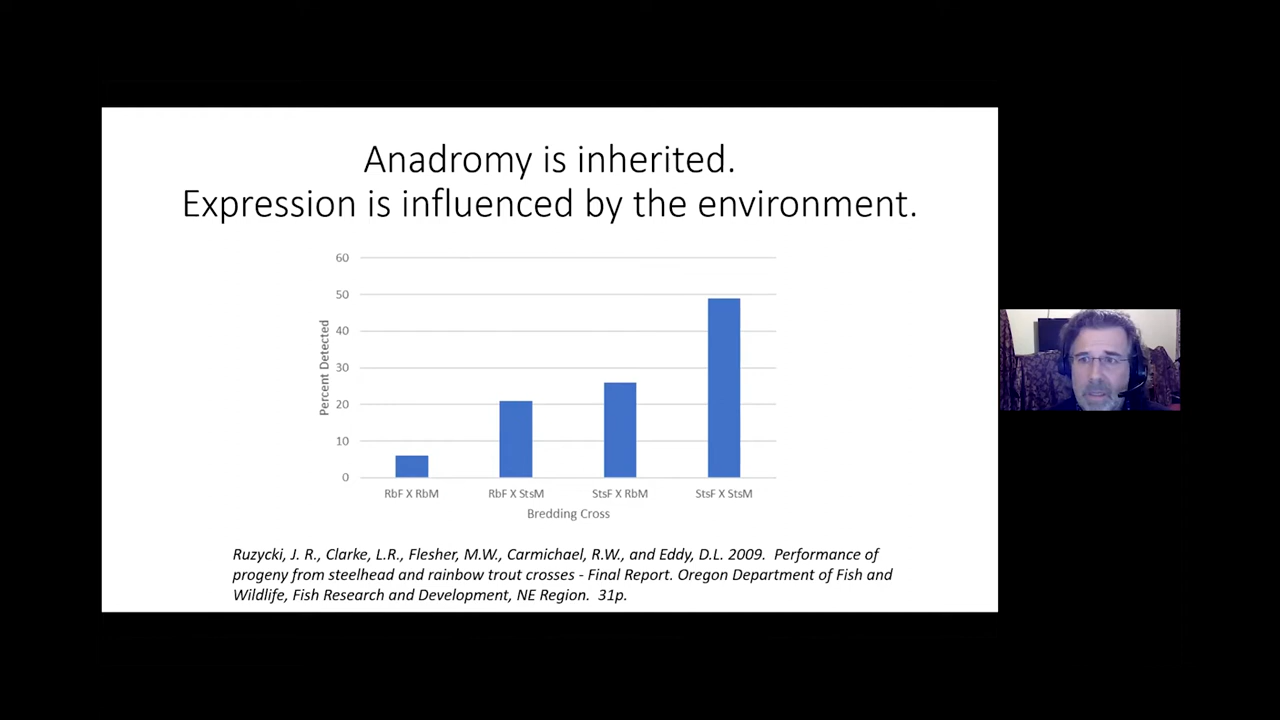 Anadromy is inherited.
Expression is influenced by the environment.
60
50
40
30
20
10
0
Percent Detected
RbF X RbM
RbF X StsM
StsF X RbM
StsF X StsM
Bredding Cross
Ruzycki, J. R., Clarke, L.R., Flesher, M.W., Carmichael, R.W., and Eddy, D.L. 2009. Performance of
progeny from steelhead and rainbow trout crosses - Final Report. Oregon Department of Fish and
Wildlife, Fish Research and Development, NE Region. 31p.